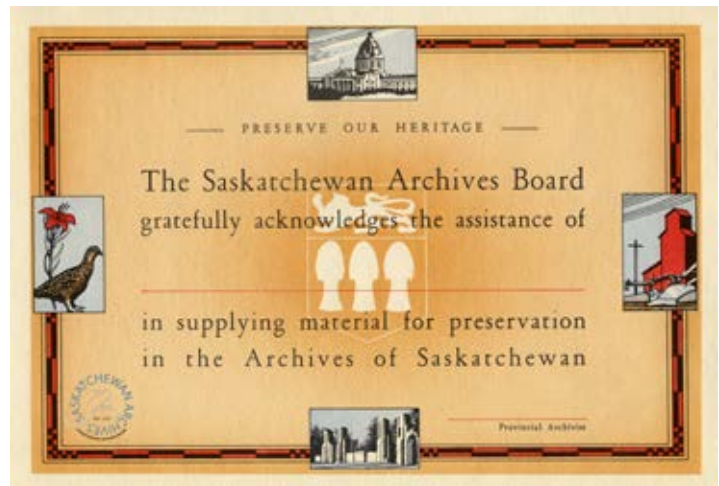 PRESERVE OUR HERITAGE
The Saskatchewan Archives Board
gratefully acknowledges the assistance of
in supplying material for preservation
in the Archives of Saskatchewan
SASKATCHEWAN ARCHIVES
Provincial Archivist